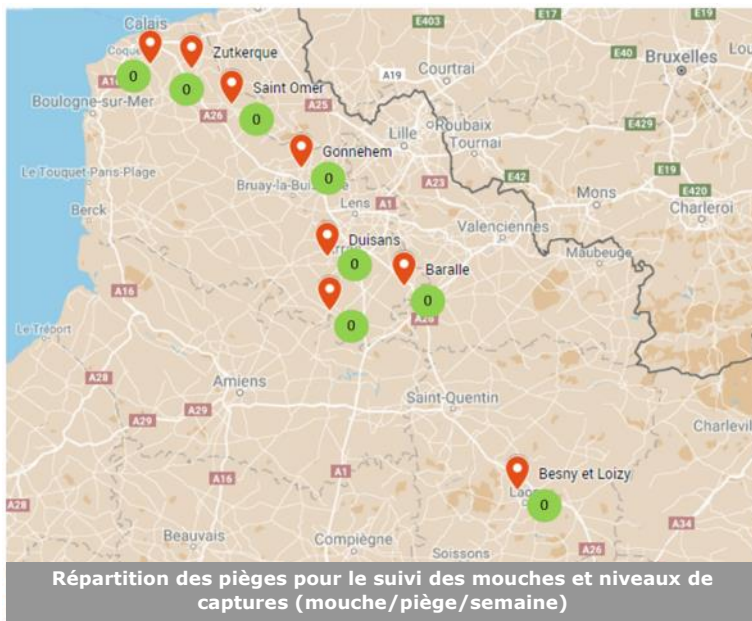 Calais
E403
E17
E19
Coque
Zutkerque
E40
Bruxelles
0
A16
0
Saint Omer
A19
Courtrai
Boulogne-sur-Mer
A26
0
A25
Roubaix
Lille
Tournai
E429
Gonnehem
E19
Le Touquet-Paris-Plage
0
A23
E42
E420
Bruay-la-Bu
Mons
Lens
A1
Charleroi
Berck
Valenciennes
Duisans
Maubeuge
0
Baralle
A16
0
A26
Le Tréport
0
A28
Amiens
A29
Saint-Quentin
A29
Charlevil
A1
Besny et Loizy
A16
Lao
A28
0
A34
Beauvais
Compiègne
A26
Soissons
Répartition des pièges pour le suivi des mouches et niveaux de
captures (mouche/piège/semaine)